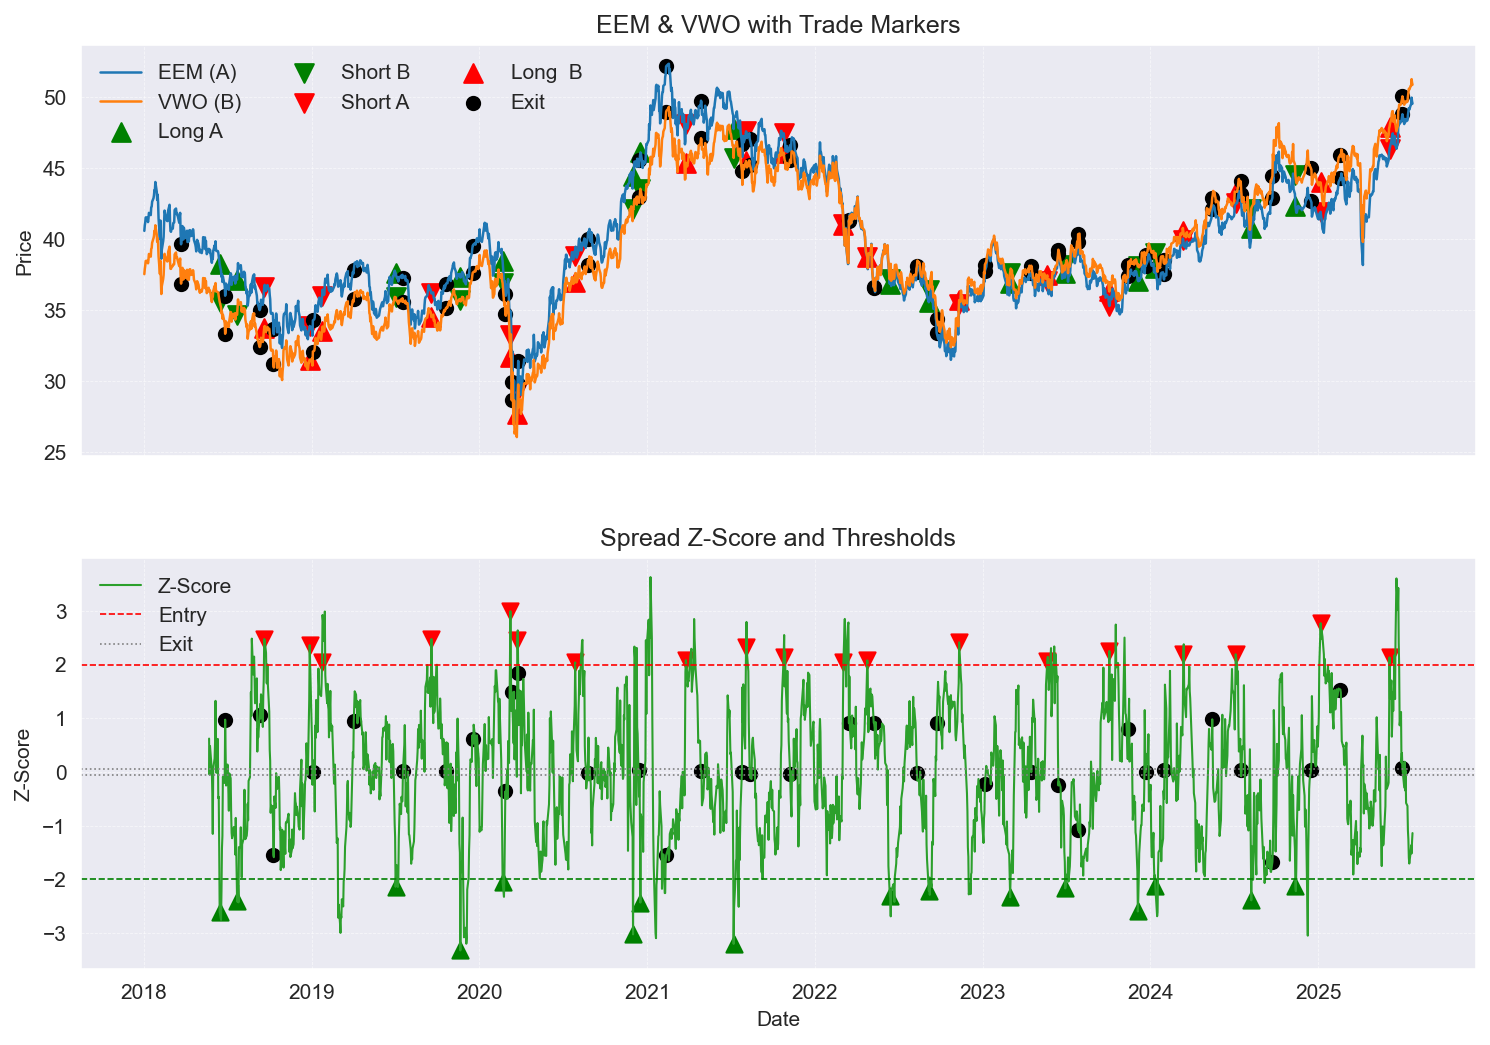 EEM & VWO with Trade Markers
EEM (A)
VWO (B)
Long A
Short B
Short A
Long  B
Exit
Price
50
45
40
35
30
25
Spread Z-Score and Thresholds
Z-Score
Entry
Exit
Z-Score
3
2
1
0
−1
−2
−3
2018
2019
2020
2021
2022
2023
2024
2025
Date